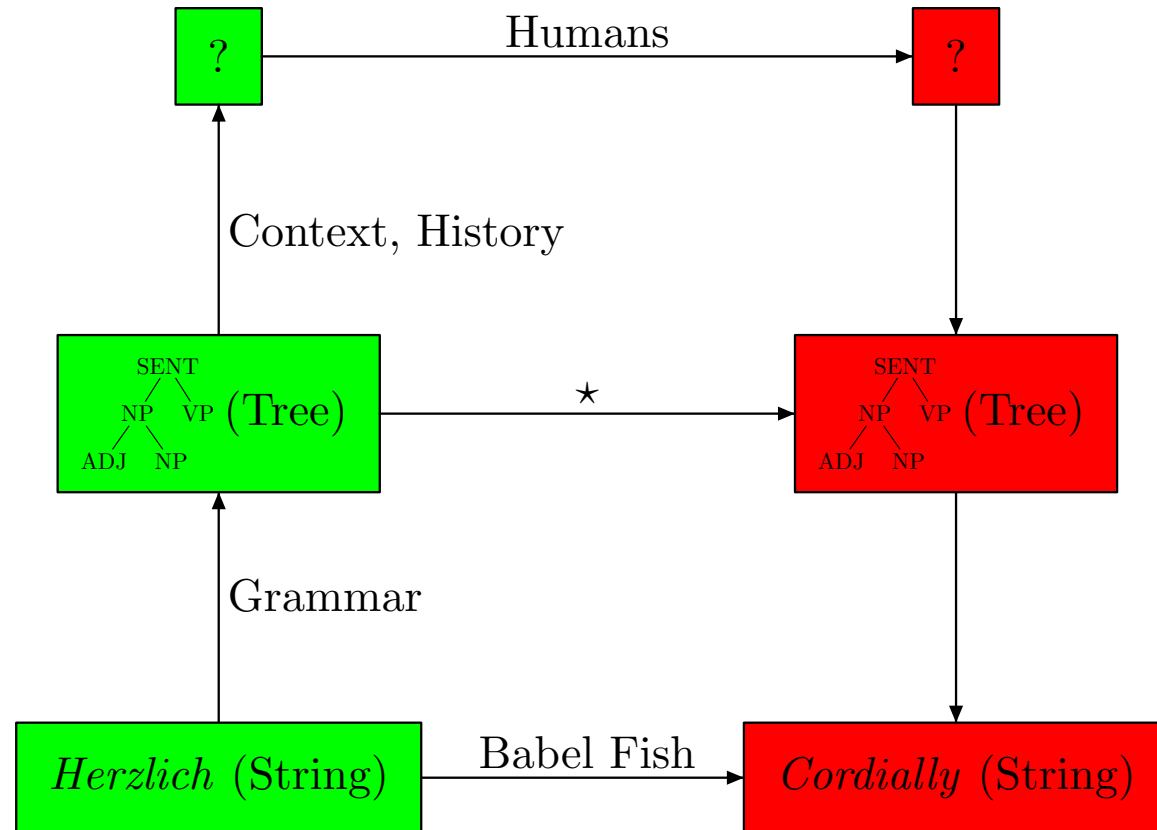 ? Humans ?
Context, History
SENT
NP VP (Tree)
ADJ NP
⋆
SENT
NP VP (Tree)
ADJ NP
Grammar
Herzlich (String)
Babel Fish
Cordially (String)